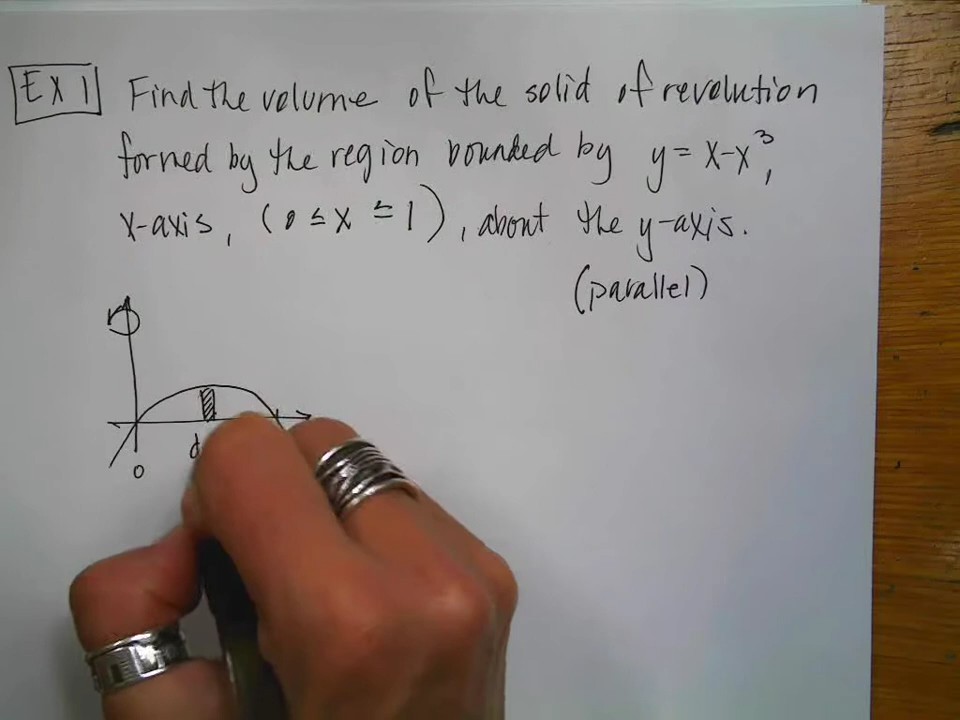 Ex 1 Find the volume of the solid of revolution
formed by the region bounded by y = x-x³,
x-axis, (0 ≤ x ≤ 1), about the y-axis.
(parallel)
d
0